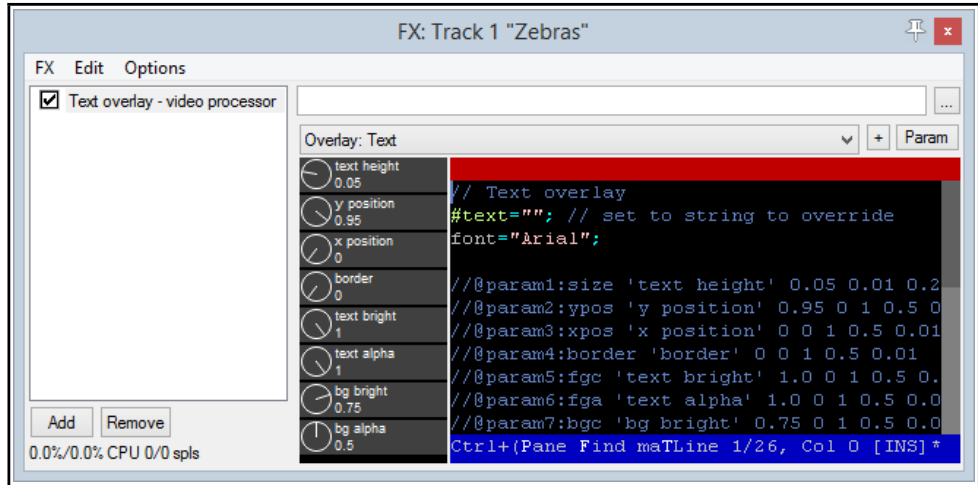 FX: Track 1 "Zebras"
x
FX Edit Options
Text overlay - video processor
...
Overlay: Text
+ Param
text height
0.05
y position
0.95
x position
0
border
0
text bright
1
text alpha
1
bg bright
0.75
bg alpha
0.5
// Text overlay
#text=""; // set to string to override
font="Arial";
//@param1:size 'text height' 0.05 0.01 0.2
//@param2:ypos 'y position' 0.95 0 1 0.5 0
//@param3:xpos 'x position' 0 0 1 0.5 0.01
//@param4:border 'border' 0 0 1 0.5 0.01
//@param5:fgc 'text bright' 1.0 0 1 0.5 0.
//@param6:fga 'text alpha' 1.0 0 1 0.5 0.0
//@param7:bgc 'bg bright' 0.75 0 1 0.5 0.0
Ctrl+(Pane Find maTLine 1/26, Col 0 [INS]*
Add Remove
0.0%/0.0% CPU 0/0 spls